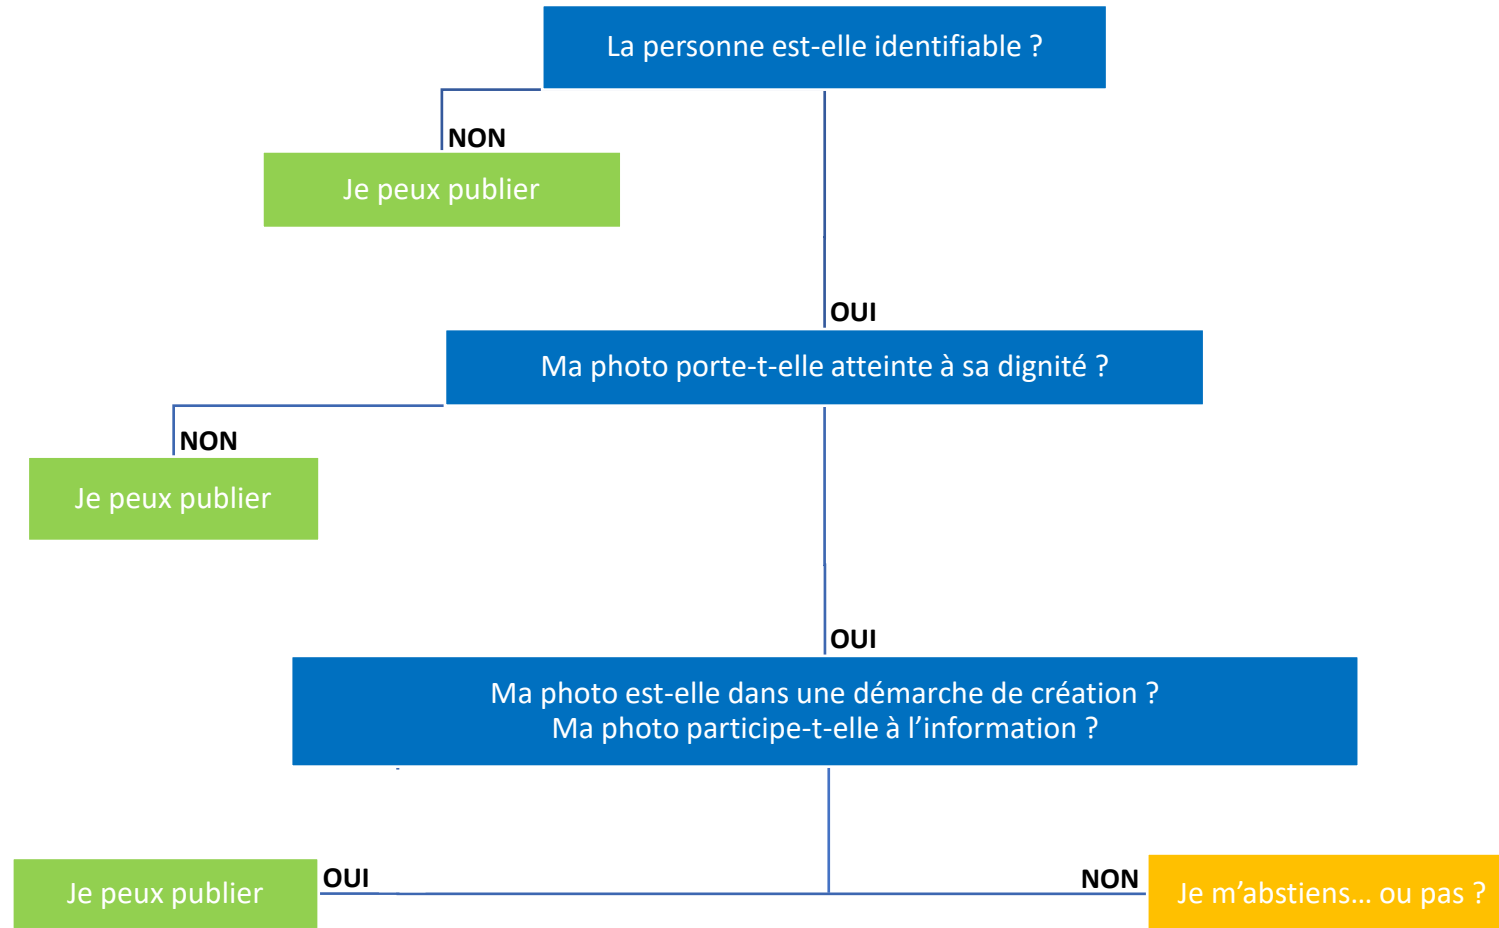 La personne est-elle identifiable ?
NON
Je peux publier
OUI
Ma photo porte-t-elle atteinte à sa dignité ?
NON
Je peux publier
OUI
Ma photo est-elle dans une démarche de création ?
Ma photo participe-t-elle à l’information ?
Je peux publier
OUI
NON
Je m’abstiens… ou pas ?